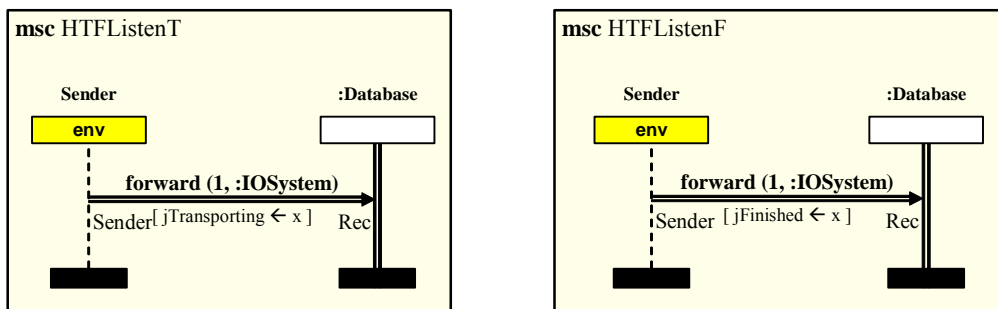 msc HTFListenT
Sender :Database
env
forward (1, :IOSystem)
Sender [ jTransporting ← x ] Rec
msc HTFListenF
Sender :Database
env
forward (1, :IOSystem)
Sender [ jFinished ← x ] Rec